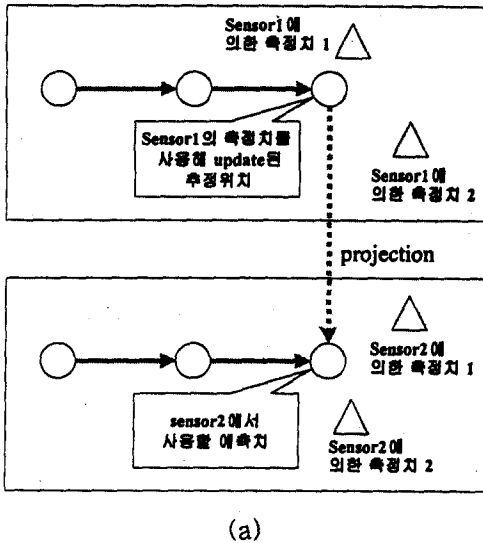 Sensor1에
의한 측정치 1
Sensor1의 측정치를
사용해 update된
추정위치
Sensor1에
의한 측정치 2
projection
Sensor2에
의한 측정치 1
sensor2에서
사용할 예측치
Sensor2에
의한 측정치 2
(a)